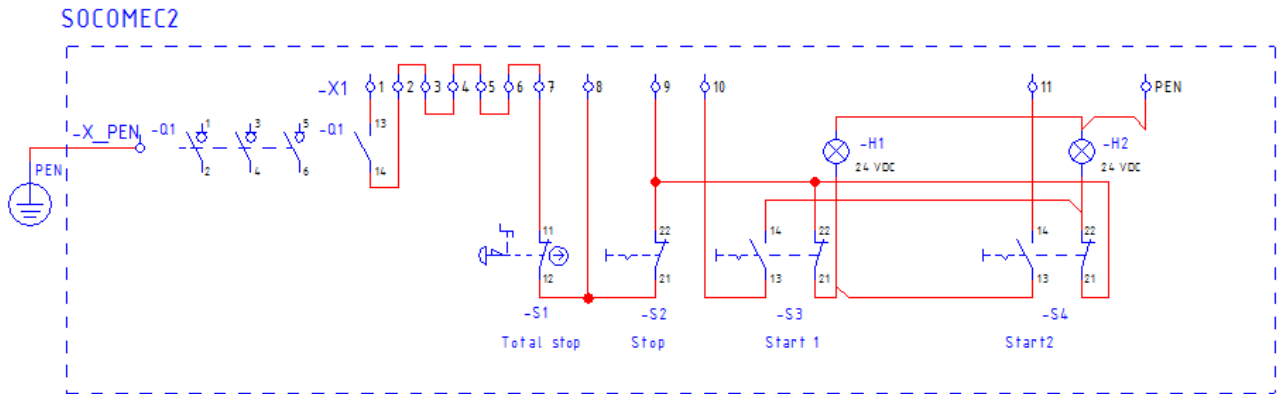 SOCOMEC2
-X1 1 2 3 4 5 6 7 8 9 10 11 PEN
-X_PEN -Q1 1 3 5 -Q1 13
2 4 6 14
PEN
-H1 -H2
24 VDC 24 VDC
11 22 14 22 14 22
12 21 13 21 13 21
-S1 -S2 -S3 -S4
Total stop Stop Start 1 Start2